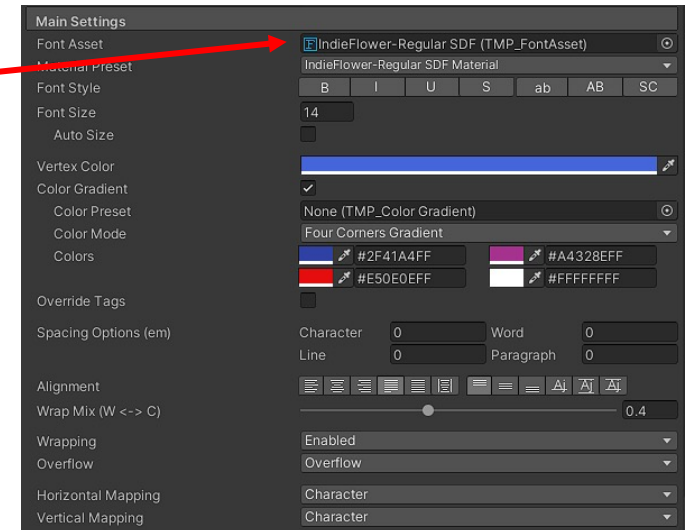 Main Settings
Font Asset FIndieFlower-Regular SDF (TMP_FontAsset)
Material Preset IndieFlower-Regular SDF Material
Font Style B I U S ab AB SC
Font Size 14
Auto Size
Vertex Color
Color Gradient
Color Preset None (TMP_Color Gradient)
Color Mode Four Corners Gradient
Colors #2F41A4FF #A4328EFF
#E50E0EFF #FFFFFFFF
Override Tags
Spacing Options (em) Character 0 Word 0
Line 0 Paragraph 0
Alignment
Wrap Mix (W <-> C) 0.4
Wrapping Enabled
Overflow Overflow
Horizontal Mapping Character
Vertical Mapping Character